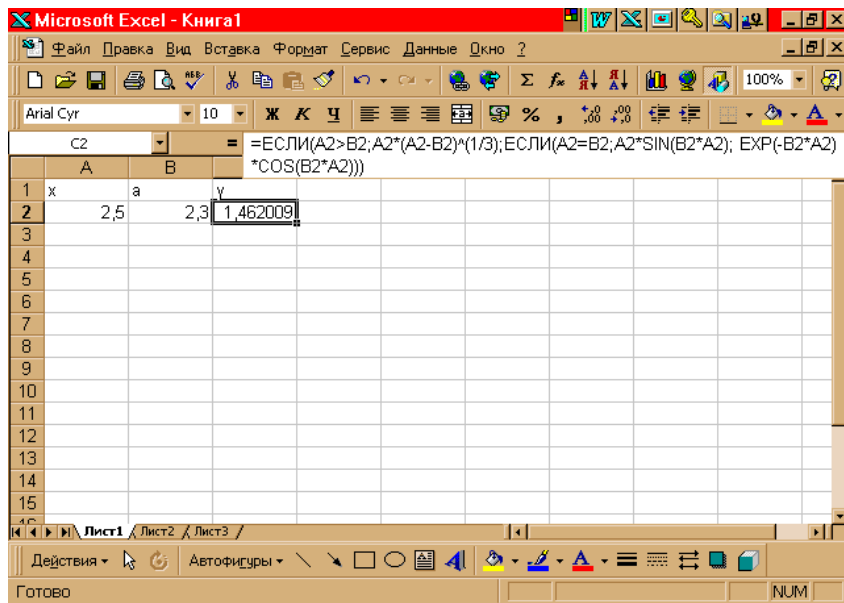 Microsoft Excel - Книга1
Файл Правка Вид Вставка Формат Сервис Данные Окно ?
100%
Arial Cyr 10 Ж К Ч % ,
C2 = =ЕСЛИ(A2>B2;A2*(A2-B2)^(1/3);ЕСЛИ(A2=B2;A2*SIN(B2*A2); EXP(-B2*A2)
*COS(B2*A2)))
A B
1 x a y
2 2,5 2,3 1,462009
3
4
5
6
7
8
9
10
11
12
13
14
15
Лист1 Лист2 Лист3
Действия Автофигуры
Готово NUM